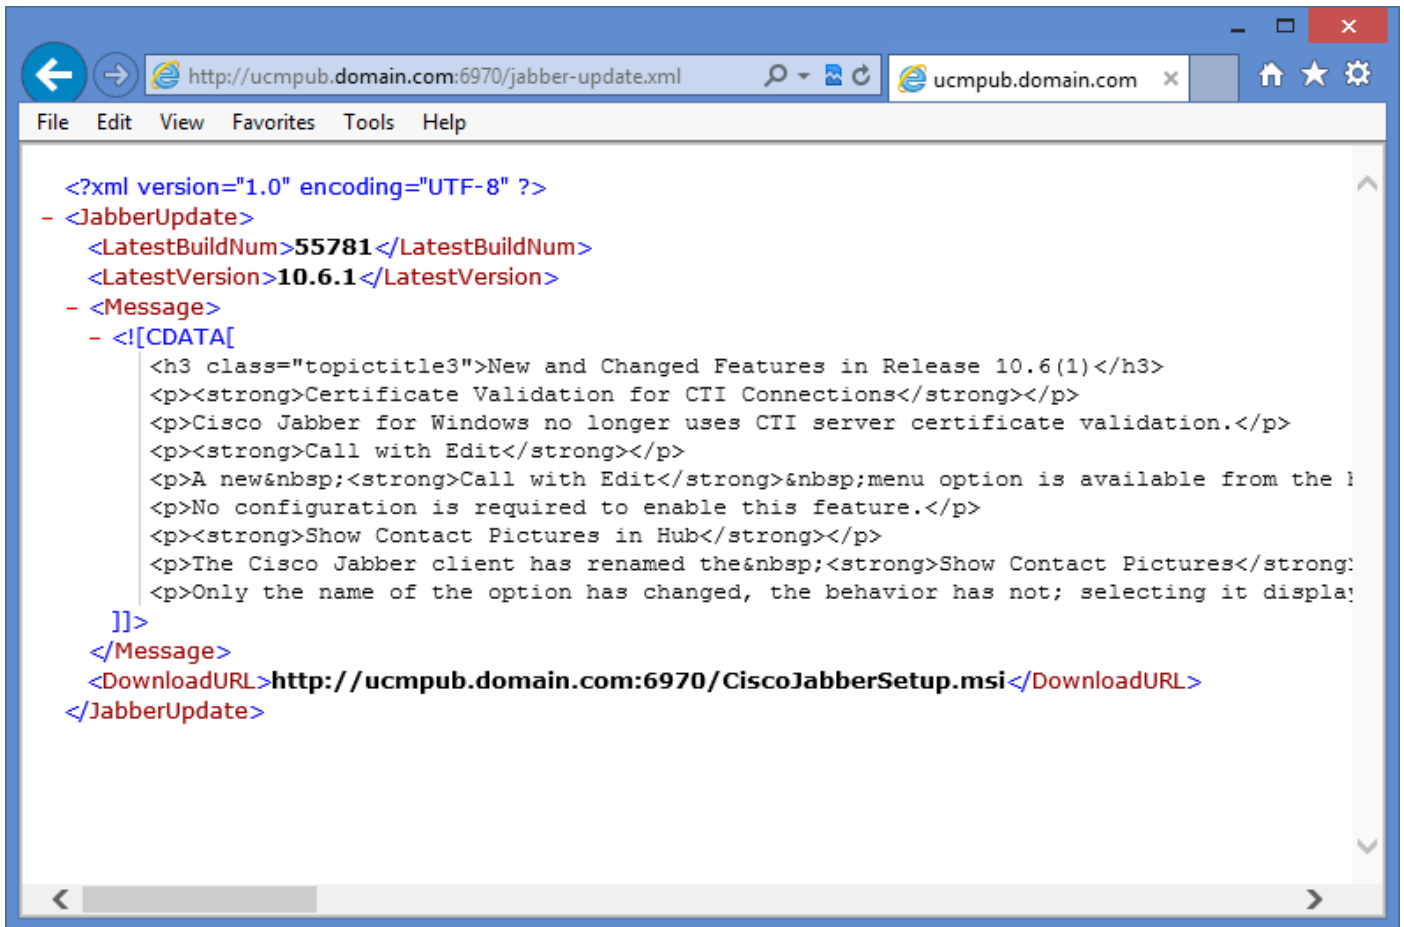 http://ucmpub.domain.com:6970/jabber-update.xml
ucmpub.domain.com
File Edit View Favorites Tools Help
<?xml version="1.0" encoding="UTF-8" ?>
- <JabberUpdate>
<LatestBuildNum>55781</LatestBuildNum>
<LatestVersion>10.6.1</LatestVersion>
- <Message>
- <![CDATA[
<h3 class="topictitle3">New and Changed Features in Release 10.6(1)</h3>
<p><strong>Certificate Validation for CTI Connections</strong></p>
<p>Cisco Jabber for Windows no longer uses CTI server certificate validation.</p>
<p><strong>Call with Edit</strong></p>
<p>A new&nbsp;<strong>Call with Edit</strong>&nbsp;menu option is available from the
<p>No configuration is required to enable this feature.</p>
<p><strong>Show Contact Pictures in Hub</strong></p>
<p>The Cisco Jabber client has renamed the&nbsp;<strong>Show Contact Pictures</strong>
<p>Only the name of the option has changed, the behavior has not; selecting it display
]]>
</Message>
<DownloadURL>http://ucmpub.domain.com:6970/CiscoJabberSetup.msi</DownloadURL>
</JabberUpdate>